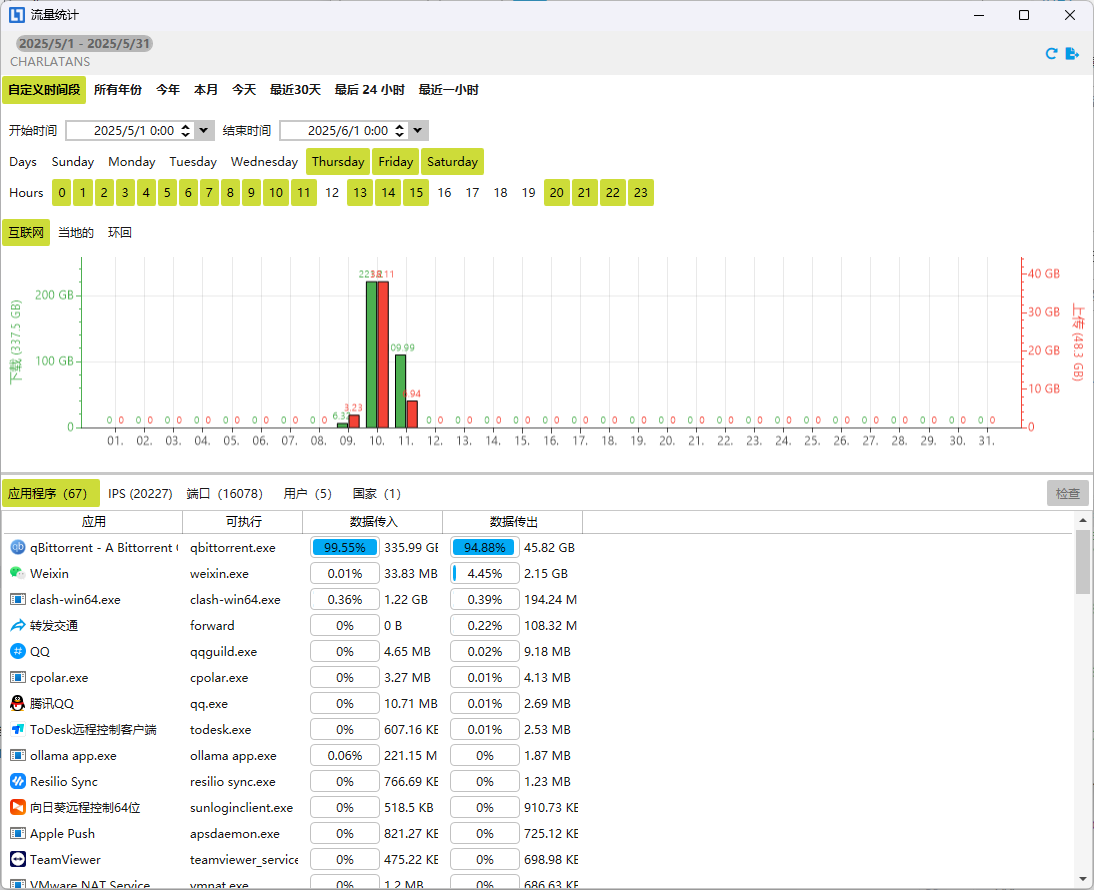 流量统计
2025/5/1 - 2025/5/31
CHARLATANS
自定义时间段 所有年份 今年 本月 今天 最近30天 最后 24 小时 最近一小时
开始时间 2025/5/1 0:00 结束时间 2025/6/1 0:00
Days Sunday Monday Tuesday Wednesday Thursday Friday Saturday
Hours 0 1 2 3 4 5 6 7 8 9 10 11 12 13 14 15 16 17 18 19 20 21 22 23
互联网 当地的 环回
下载 (337.5 GB)
200 GB
100 GB
0
40 GB
30 GB
20 GB
10 GB
0
上传 (48.3 GB)
38.11
09.99
3.23
0 0 0 0 0 0 0 0 0 0 0 0 0 0 0 0 0 0 0 0 0 0 0 0 0 0 0 0 0 0 0 0 0 0 0 0 0 0 0 0 0 0 0 0 0 0 0 0 0 0 0 0 0 0 0 0
01. 02. 03. 04. 05. 06. 07. 08. 09. 10. 11. 12. 13. 14. 15. 16. 17. 18. 19. 20. 21. 22. 23. 24. 25. 26. 27. 28. 29. 30. 31.
应用程序（67） IPS (20227) 端口（16078） 用户（5） 国家（1） 检查
应用 可执行 数据传入 数据传出
qBittorrent - A Bittorrent qbittorrent.exe 99.55% 335.99 GB 94.88% 45.82 GB
Weixin weixin.exe 0.01% 33.83 MB 4.45% 2.15 GB
clash-win64.exe clash-win64.exe 0.36% 1.22 GB 0.39% 194.24 M
转发交通 forward 0% 0 B 0.22% 108.32 M
QQ qqguild.exe 0% 4.65 MB 0.02% 9.18 MB
cpolar.exe cpolar.exe 0% 3.27 MB 0.01% 4.13 MB
腾讯QQ qq.exe 0% 10.71 MB 0.01% 2.69 MB
ToDesk远程控制客户端 todesk.exe 0% 607.16 KB 0.01% 2.53 MB
ollama app.exe ollama app.exe 0.06% 221.15 M 0% 1.87 MB
Resilio Sync resilio sync.exe 0% 766.69 KB 0% 1.23 MB
向日葵远程控制64位 sunloginclient.exe 0% 518.5 KB 0% 910.73 KB
Apple Push apsdaemon.exe 0% 821.27 KB 0% 725.12 KB
TeamViewer teamviewer_service 0% 475.22 KB 0% 698.98 KB
VMware NAT Service vmnat.exe 0% 1.2 MB 0% 686.63 KB